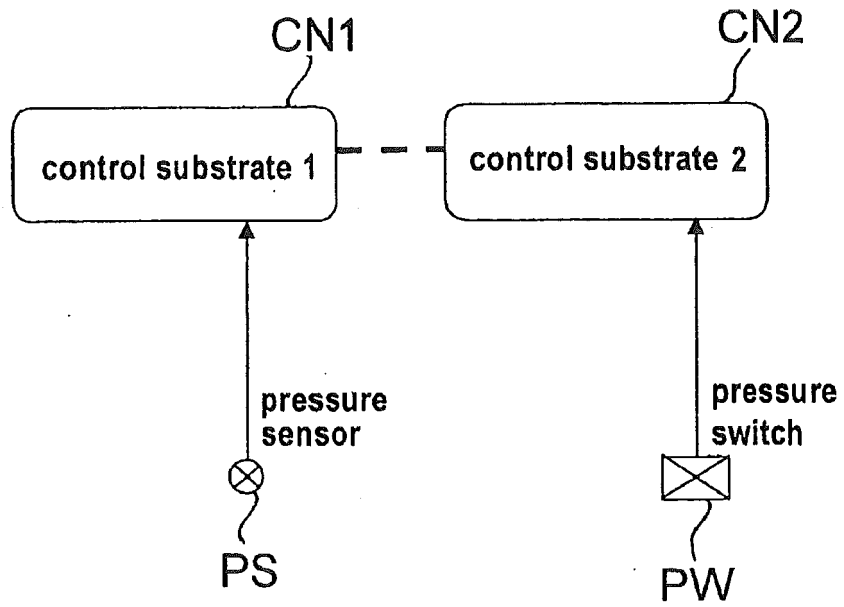 CN1
CN2
control substrate 1
control substrate 2
pressure
sensor
pressure
switch
PS
PW